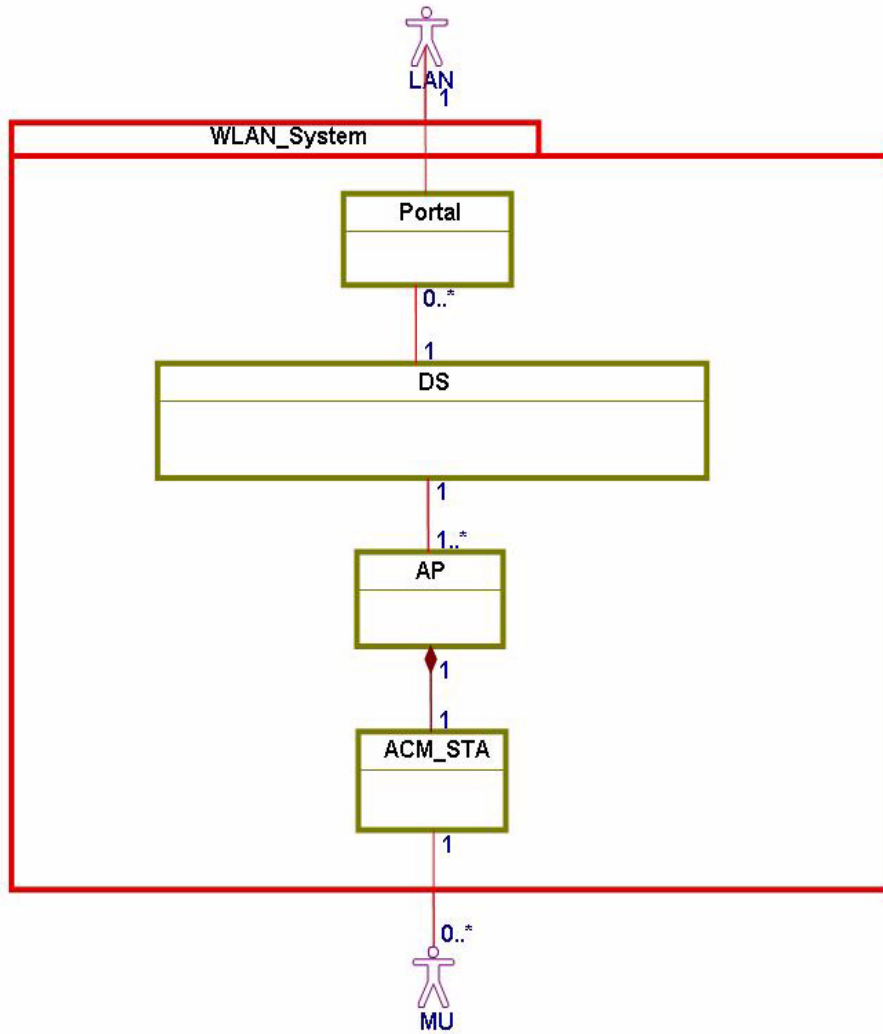 LAN
1
WLAN_System
Portal
0..*
1
DS
1
1..*
AP
1
1
ACM_STA
1
0..*
MU